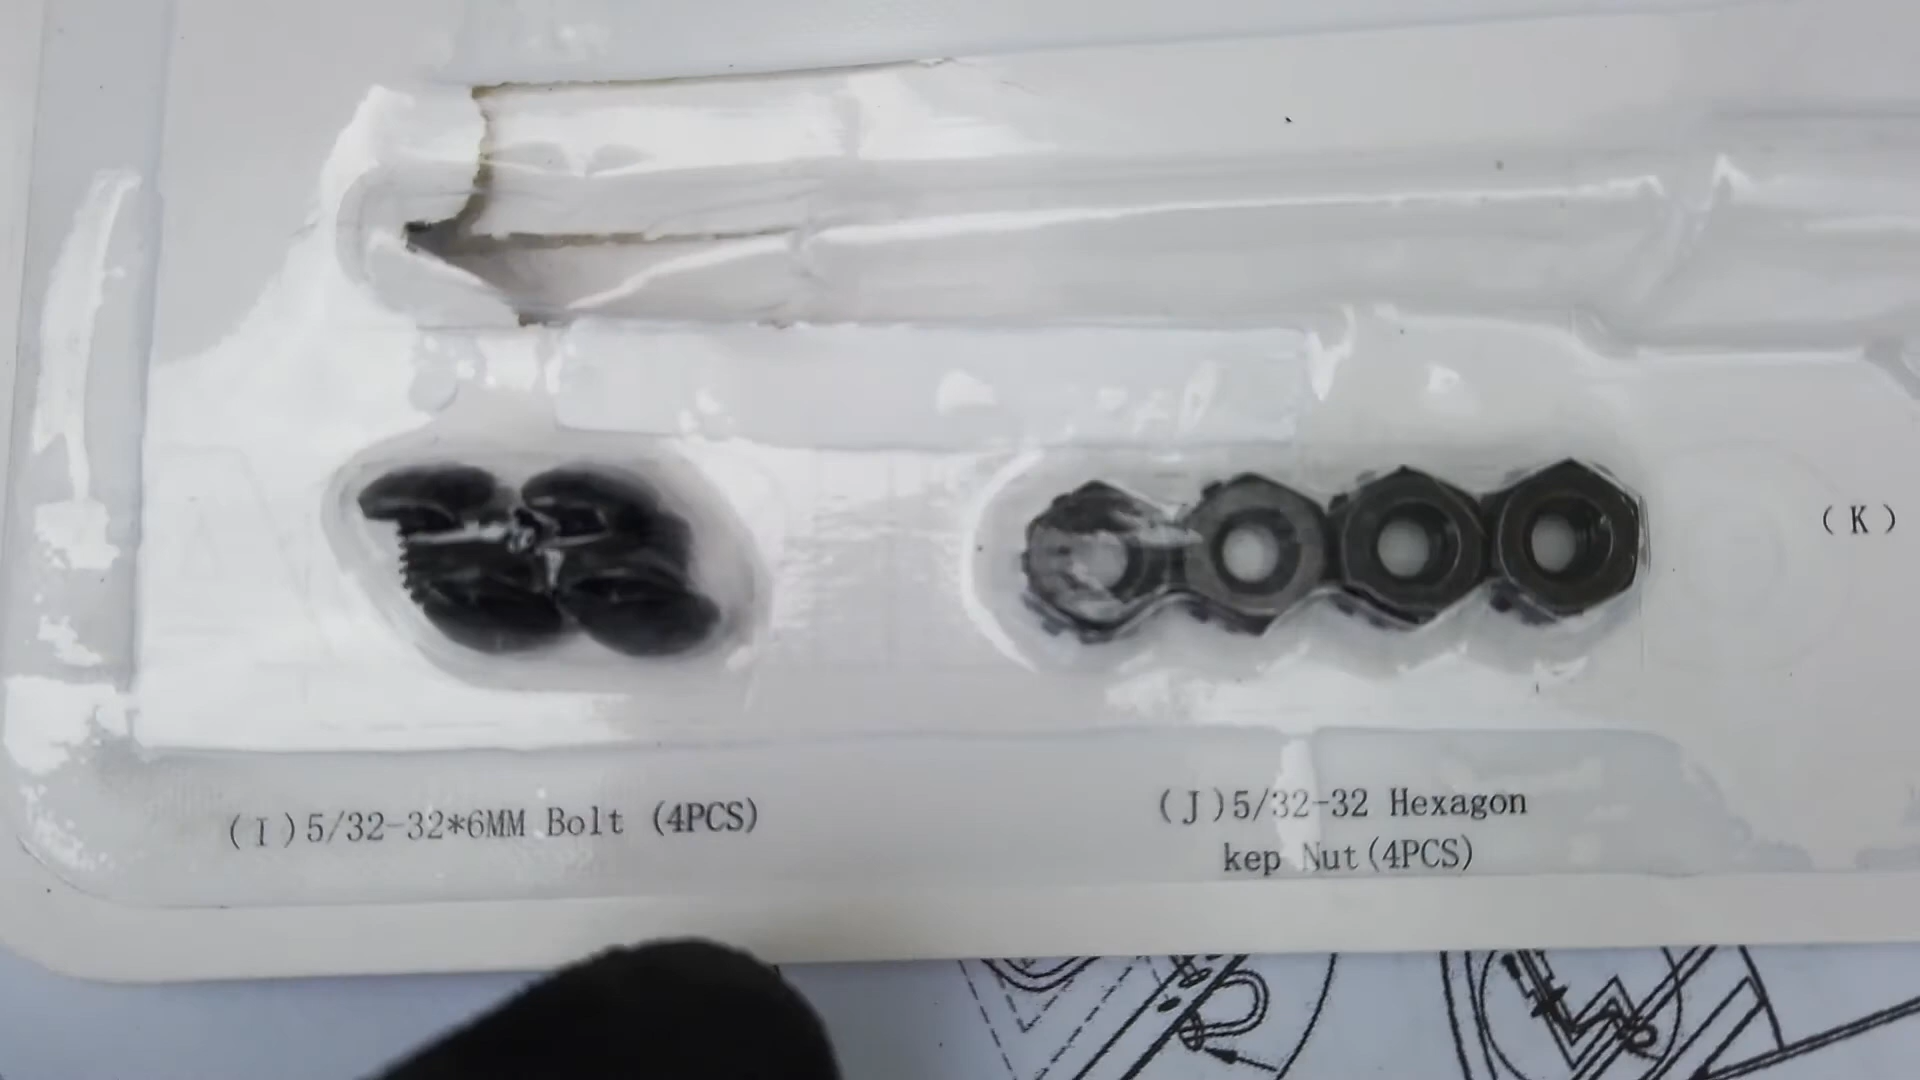 (K)
(I)5/32-32*6MM Bolt (4PCS)
(J)5/32-32 Hexagon
kep Nut(4PCS)